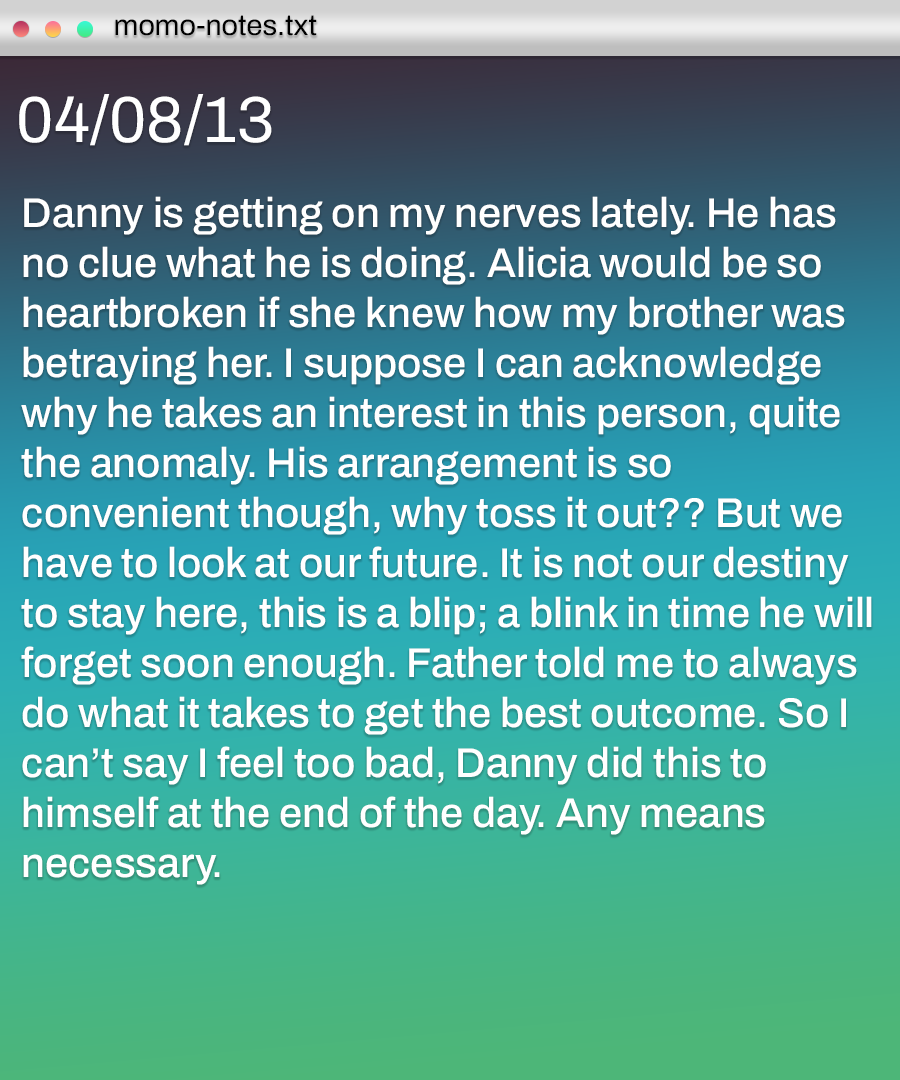 momo-notes.txt
04/08/13
Danny is getting on my nerves lately. He has
no clue what he is doing. Alicia would be so
heartbroken if she knew how my brother was
betraying her. I suppose I can acknowledge
why he takes an interest in this person, quite
the anomaly. His arrangement is so
convenient though, why toss it out?? But we
have to look at our future. It is not our destiny
to stay here, this is a blip; a blink in time he will
forget soon enough. Father told me to always
do what it takes to get the best outcome. So I
can’t say I feel too bad, Danny did this to
himself at the end of the day. Any means
necessary.